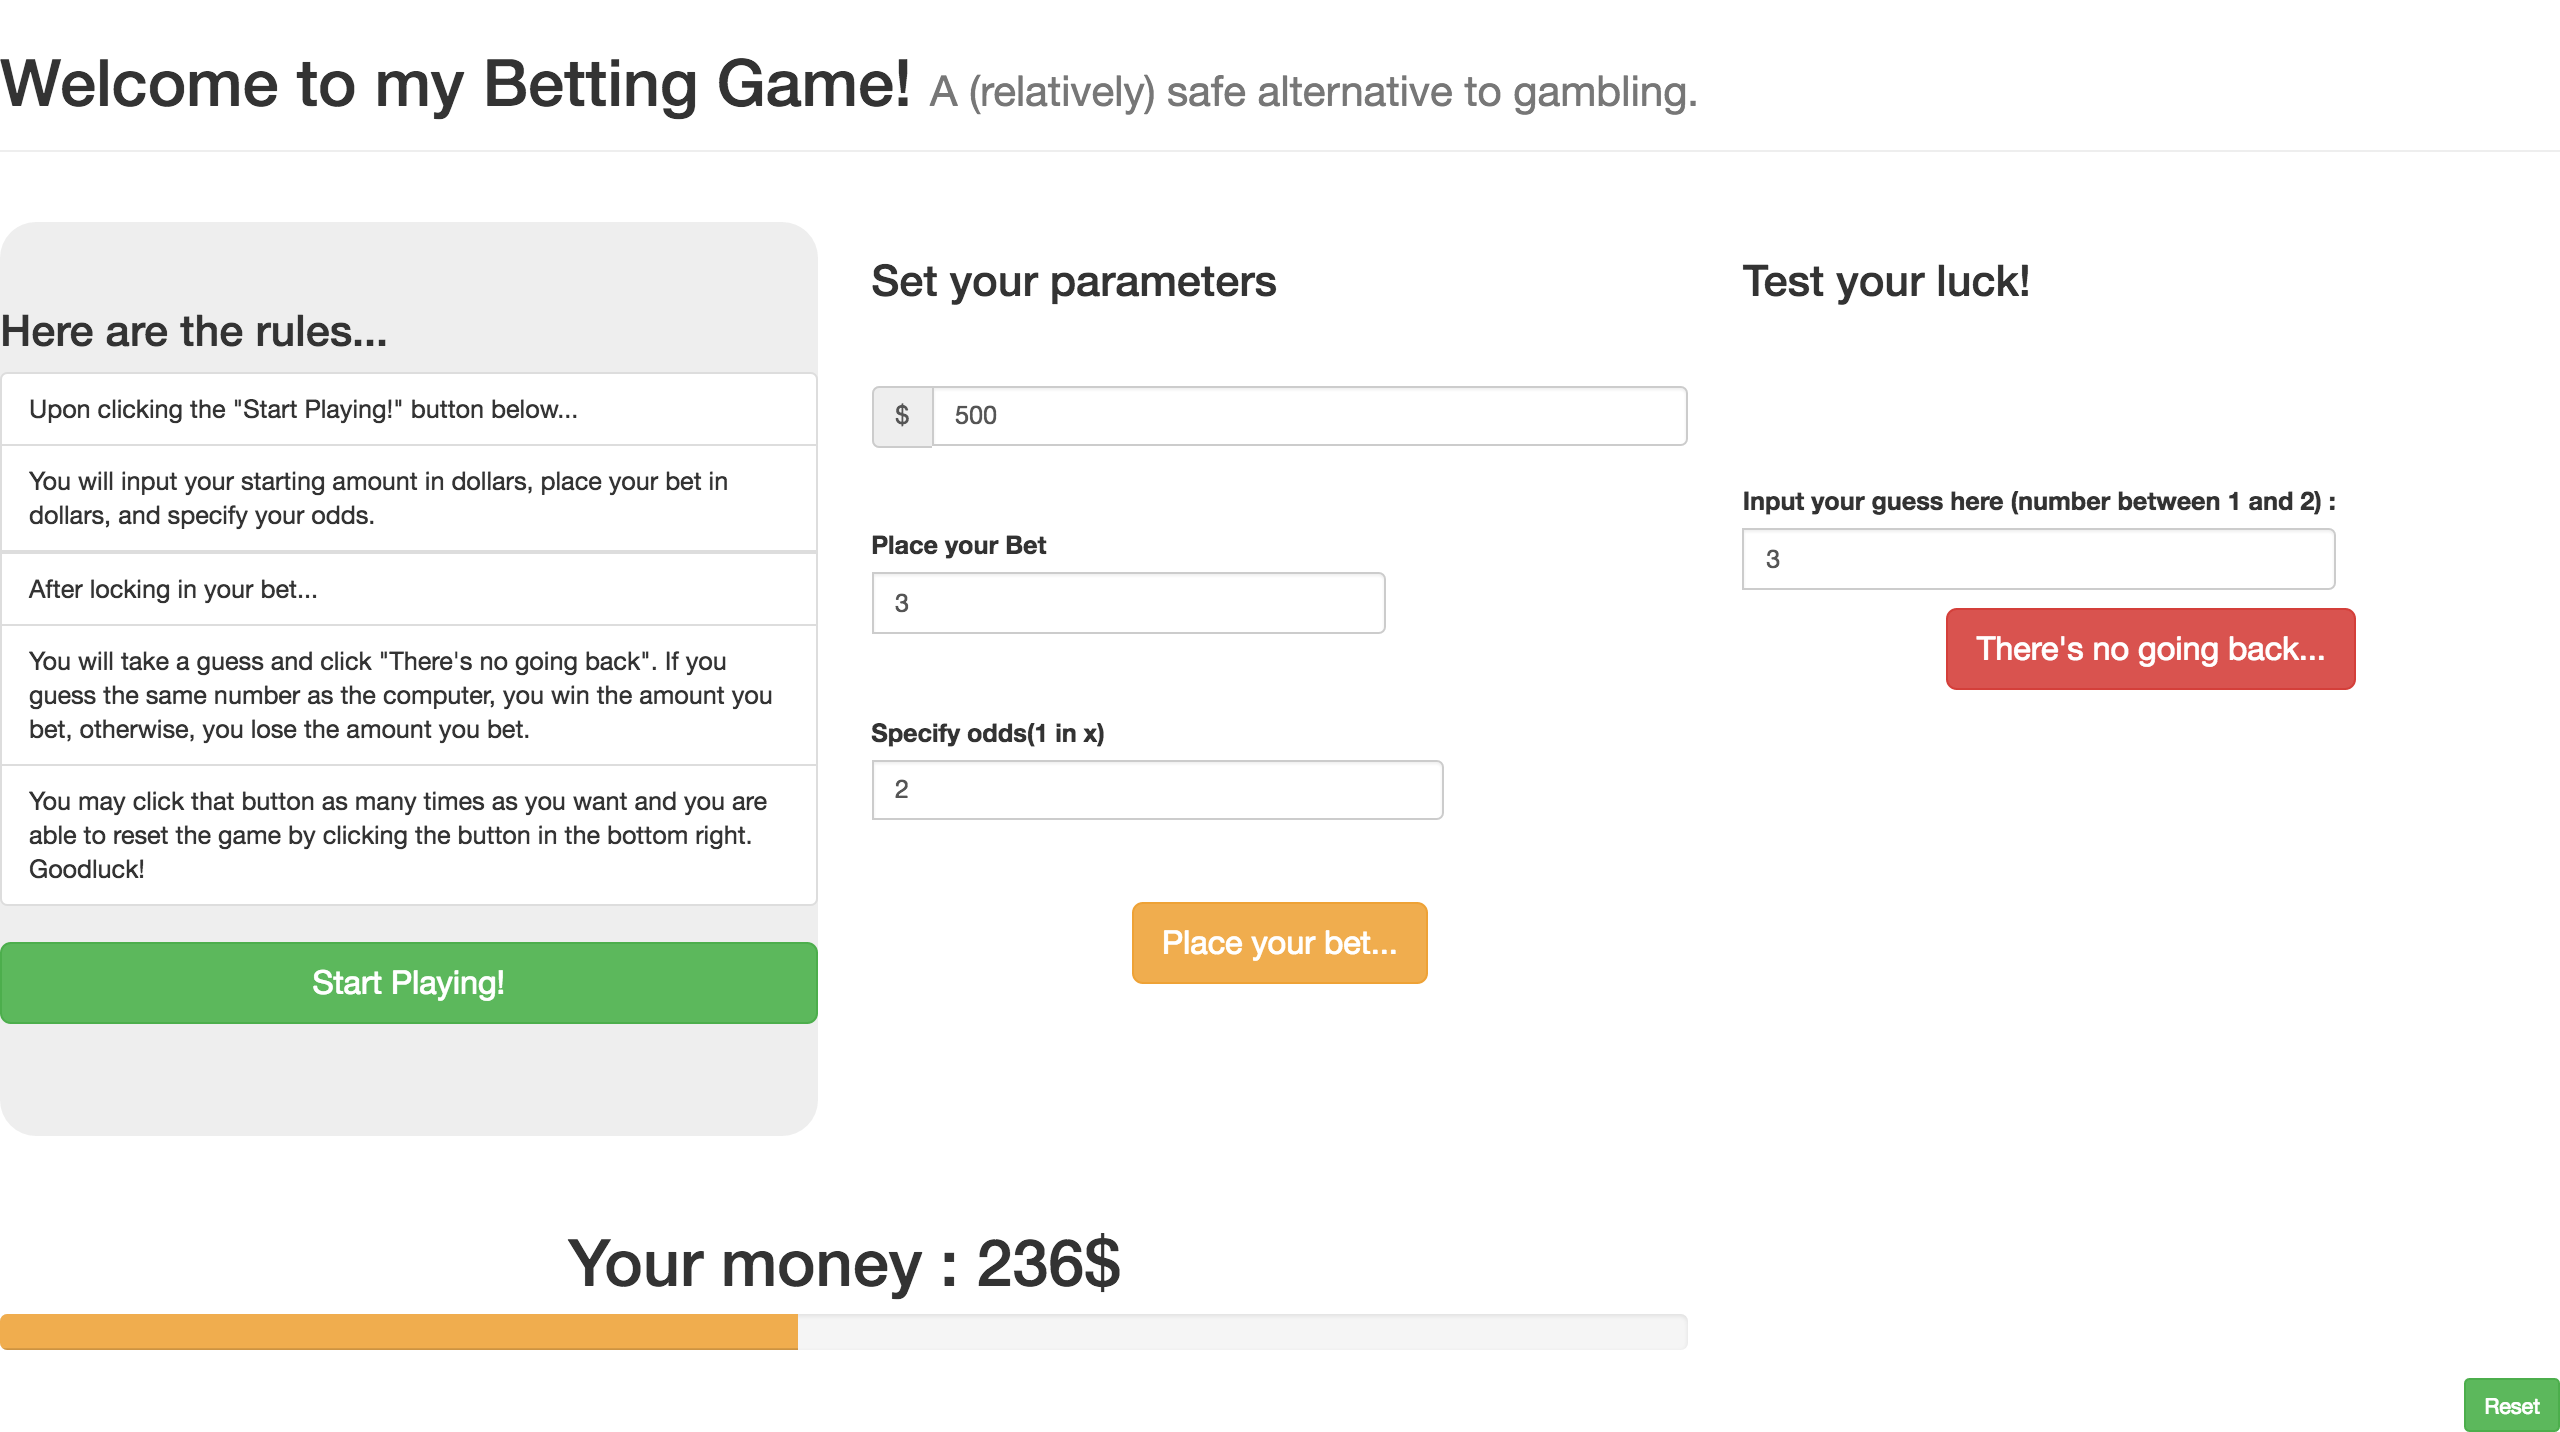 Welcome to my Betting Game! A (relatively) safe alternative to gambling.
Here are the rules...
Upon clicking the "Start Playing!" button below...
You will input your starting amount in dollars, place your bet in
dollars, and specify your odds.
After locking in your bet...
You will take a guess and click "There's no going back". If you
guess the same number as the computer, you win the amount you
bet, otherwise, you lose the amount you bet.
You may click that button as many times as you want and you are
able to reset the game by clicking the button in the bottom right.
Goodluck!
Start Playing!
Set your parameters
$ 500
Place your Bet
3
Specify odds(1 in x)
2
Place your bet...
Test your luck!
Input your guess here (number between 1 and 2) :
3
There's no going back...
Your money : 236$
Reset